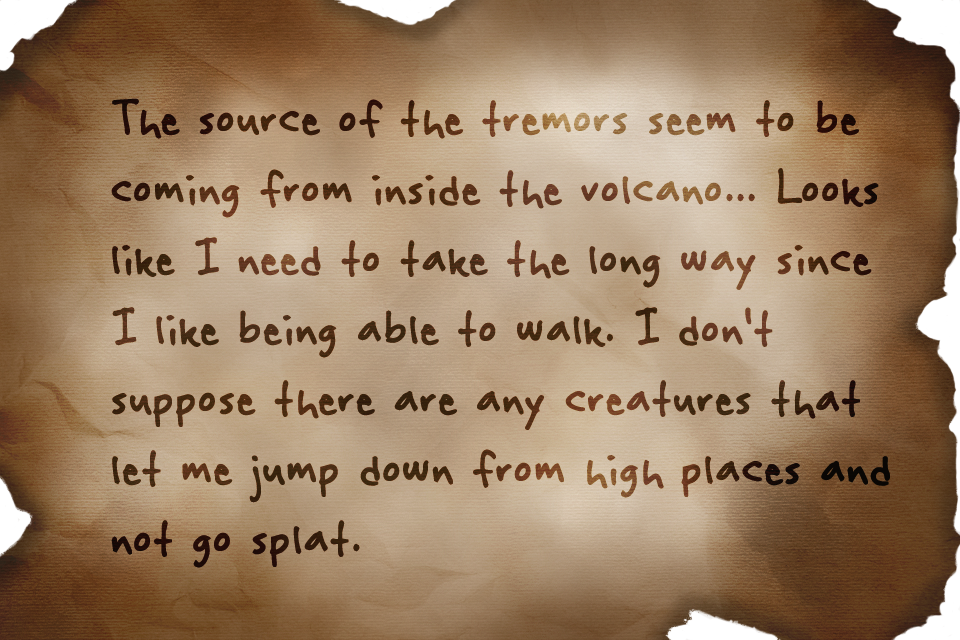 The source of the tremors seem to be
coming from inside the volcano... Looks
like I need to take the long way since
I like being able to walk. I don't
suppose there are any creatures that
let me jump down from high places and
not go splat.